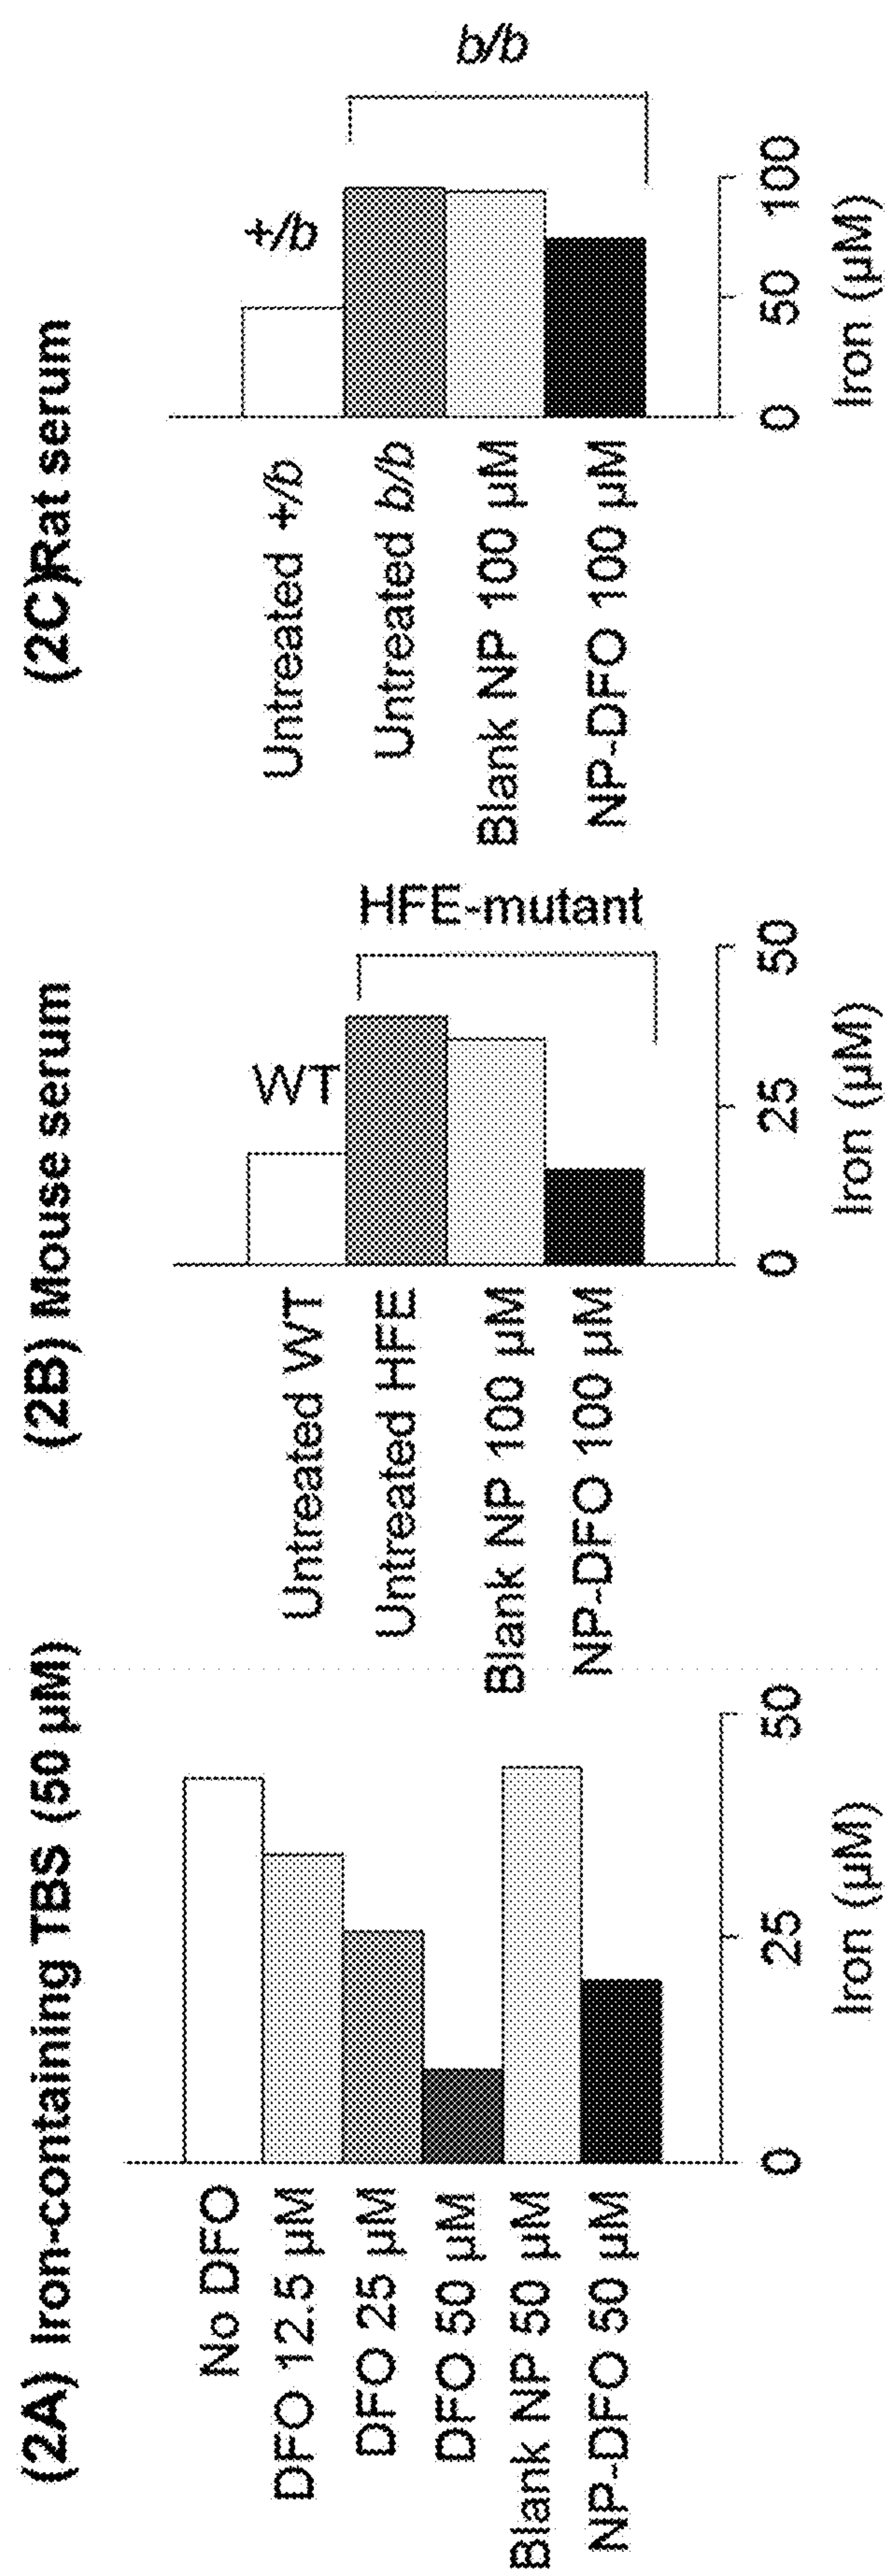 (2A) Iron-containing TBS (50 µM)
No DFO
DFO 12.5 µM
DFO 25 µM
DFO 50 µM
Blank NP 50 µM
NP-DFO 50 µM
0 25 50
Iron (µM)
(2B) Mouse serum
Untreated WT
Untreated HFE
Blank NP 100 µM
NP-DFO 100 µM
WT
HFE-mutant
0 25 50
Iron (µM)
(2C)Rat serum
Untreated +/b
Untreated b/b
Blank NP 100 µM
NP-DFO 100 µM
+/b
b/b
0 50 100
Iron (µM)